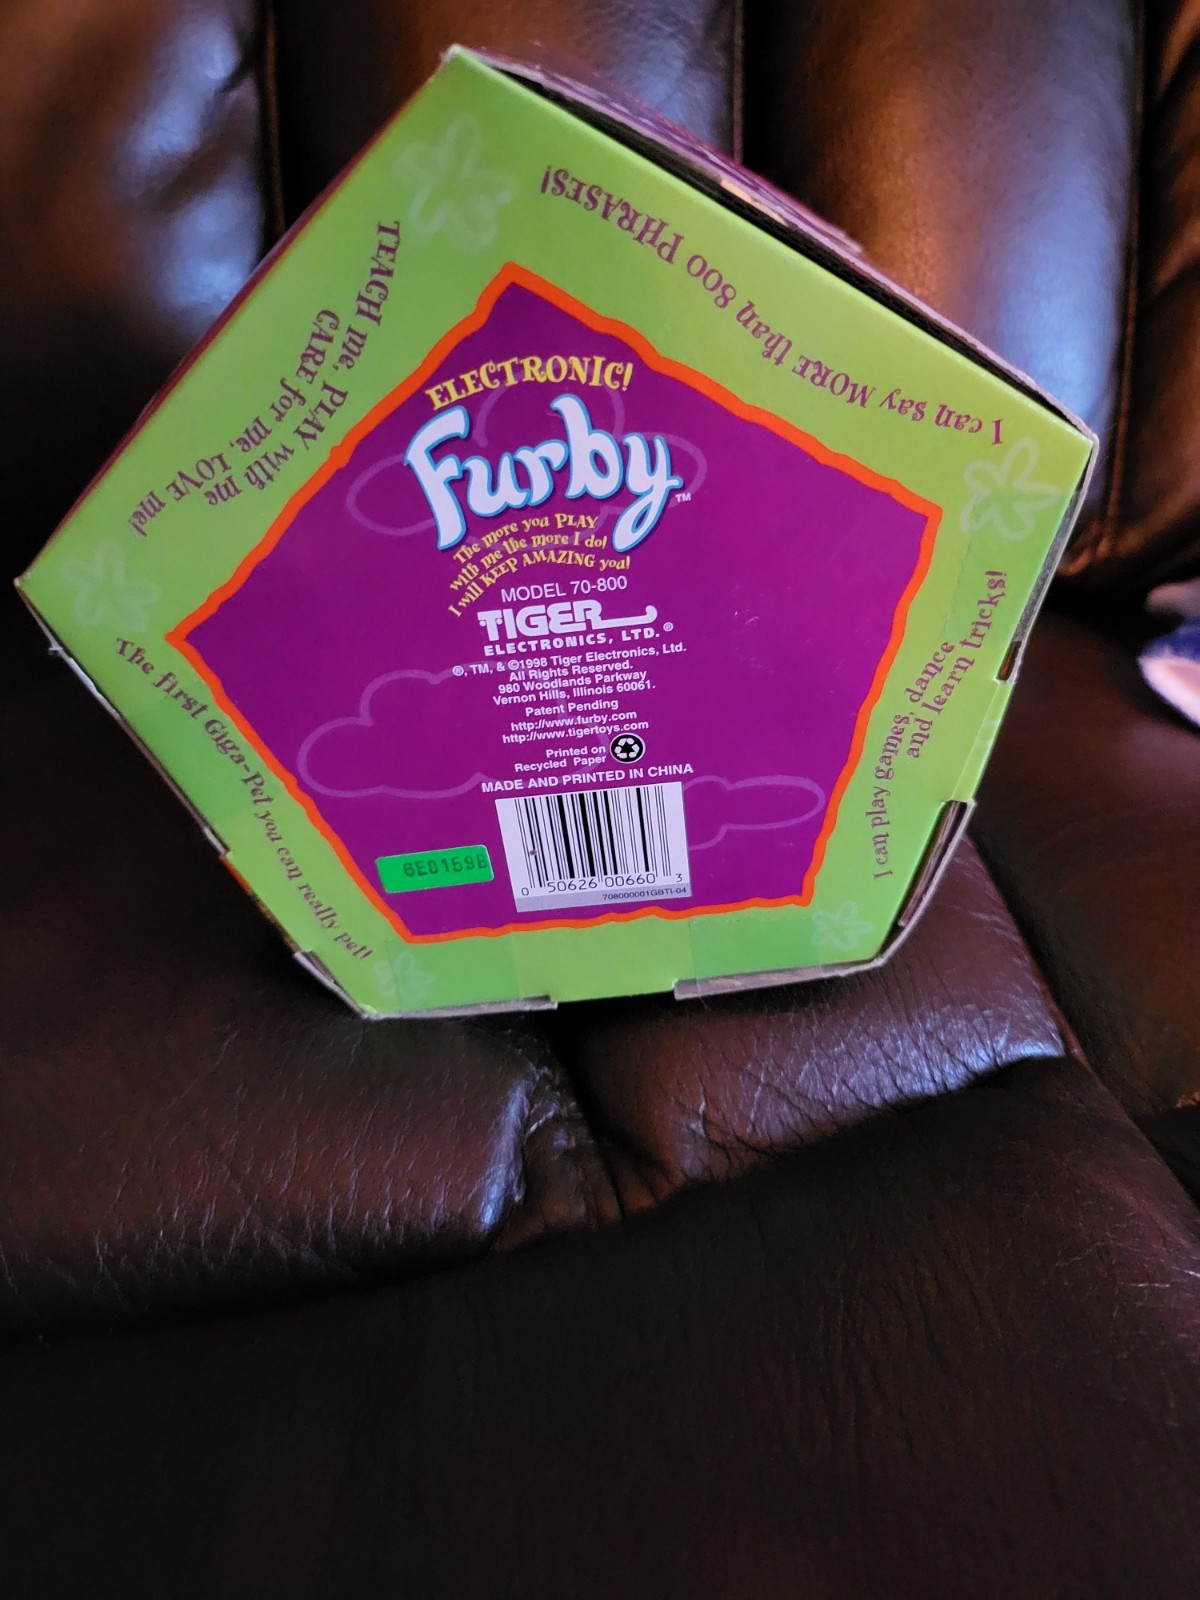 I can say MORE than 800 PHRASES!
TEACH me, PLAY with me
CARE for me, LOVE me!
ELECTRONIC!
Furby™
The more you PLAY
with me the more I do!
I will KEEP AMAZING you!
MODEL 70-800
TIGER
ELECTRONICS, LTD.®
®, TM, & ©1998 Tiger Electronics, Ltd.
All Rights Reserved.
980 Woodlands Parkway
Vernon Hills, Illinois 60061.
Patent Pending
http://www.furby.com
http://www.tigertoys.com
Printed on
Recycled Paper
MADE AND PRINTED IN CHINA
6E0159B
0 50626 00660 3
708000001GBTI-04
The first Giga-Pet you can really pet!
I can play games, dance
and learn tricks!